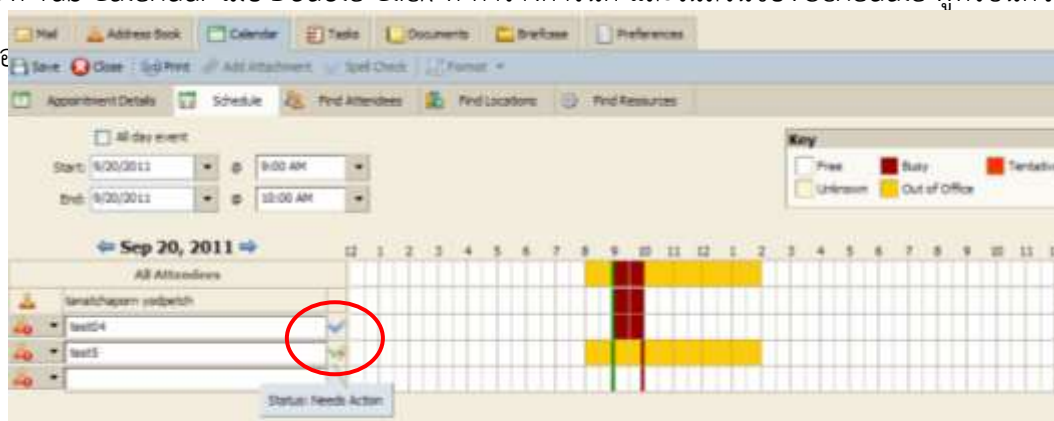 Mail Address Book Calendar Tasks Documents Briefcase Preferences
Save Close Print Add Attachment Spell Check Format
Appointment Details Schedule Find Attendees Find Locations Find Resources
All day event
Start: 9/20/2011 @ 9:00 AM
End: 9/20/2011 @ 10:00 AM
Key
Free Busy
Unknown Out of Office
Sep 20, 2011
12 1 2 3 4 5 6 7 8 9 10 11 12 1 2 3 4 5 6 7 8 9 10 11
All Attendees
test04
test5
Status: Needs Action